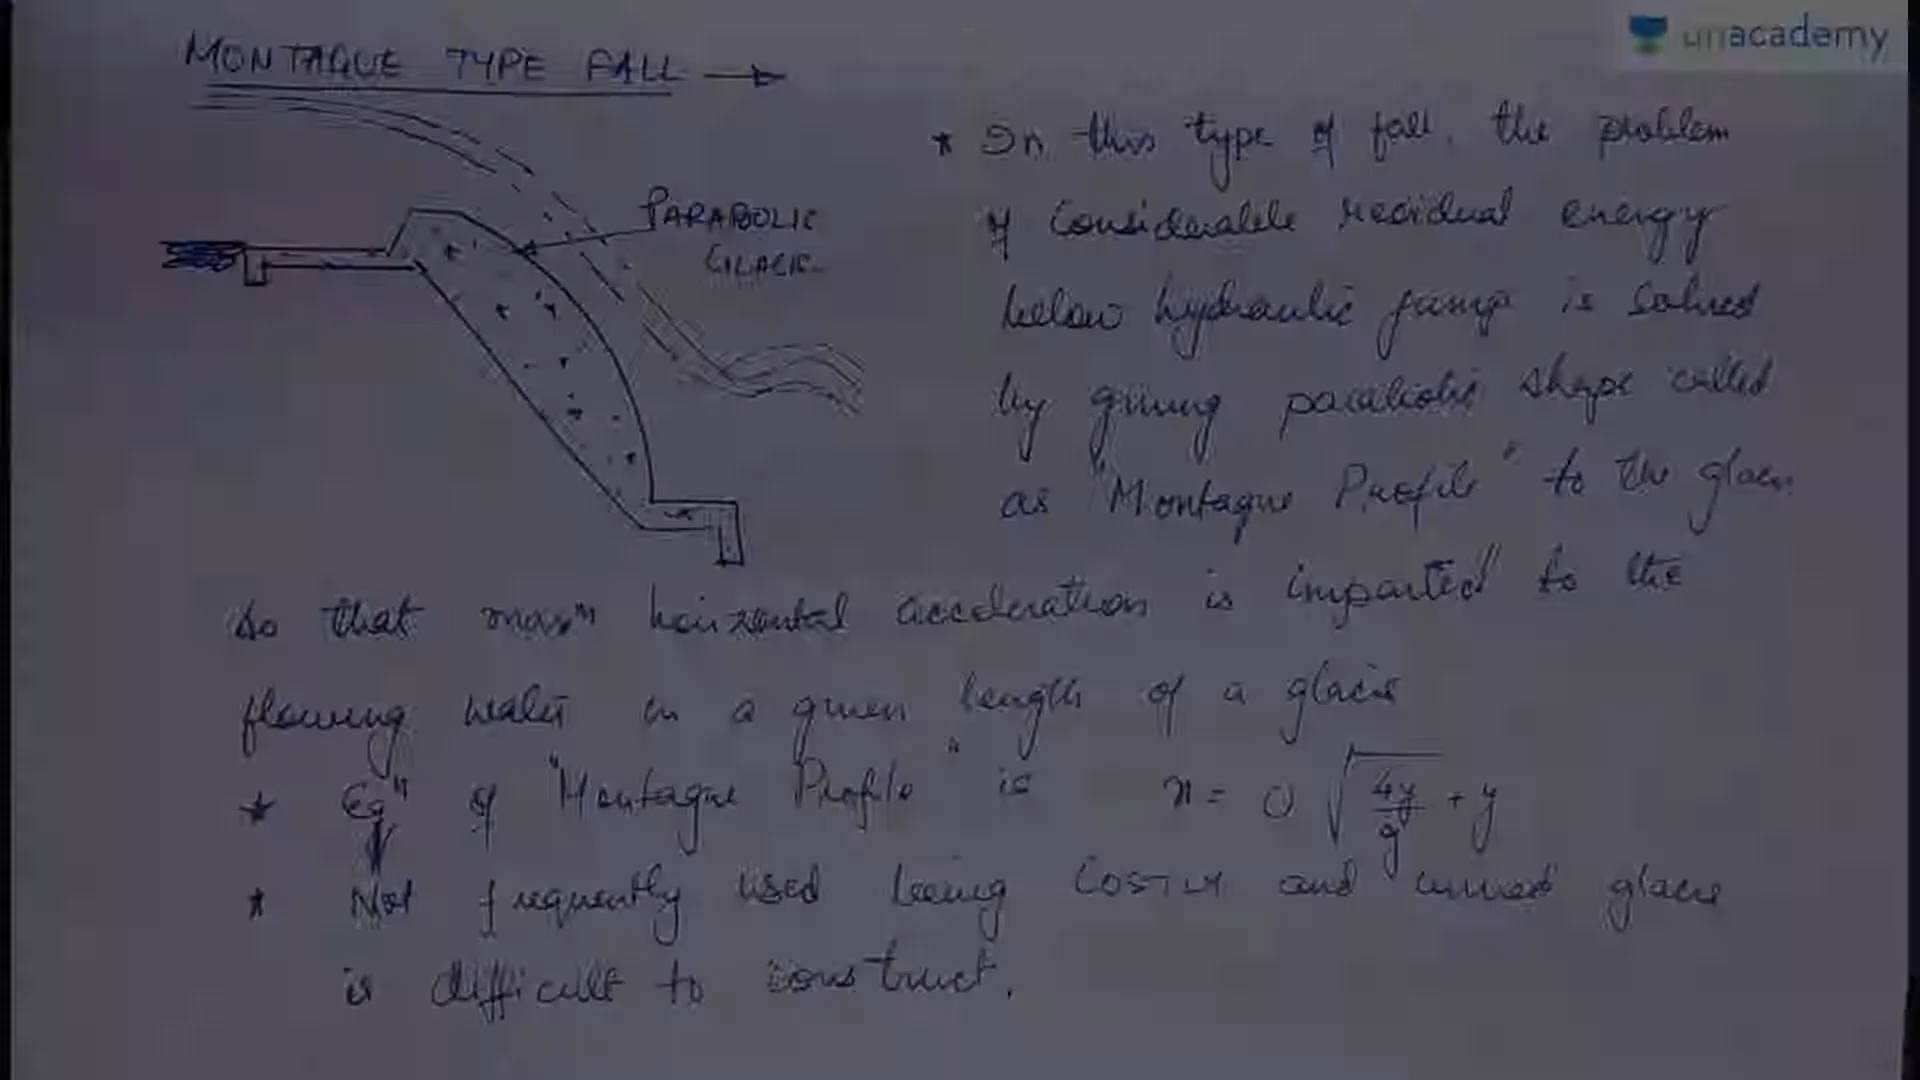 MONTAGUE TYPE FALL
unacademy
PARABOLIC
GLACIS
* In this type of fall, the problem
of considerable residual energy
below hydraulic jump is solved
by giving parabolic shape called
as "Montague Profile" to the glacis
so that maxm horizontal acceleration is imparted to the
flowing water in a given length of a glacis
* Eqn of "Montague Profile" is x = U √(4y/g) + y
* Not frequently used being COSTLY and curved glacis
is difficult to construct.